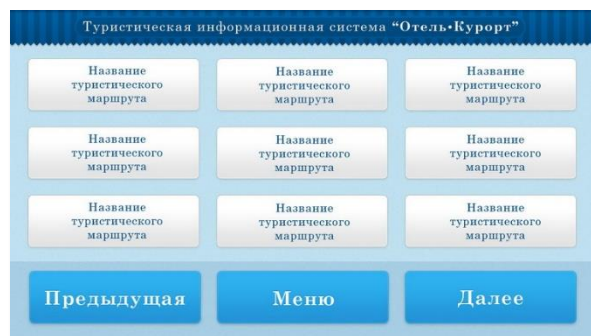 Туристическая информационная система “Отель•Курорт”
Название
туристического
маршрута
Название
туристического
маршрута
Название
туристического
маршрута
Название
туристического
маршрута
Название
туристического
маршрута
Название
туристического
маршрута
Название
туристического
маршрута
Название
туристического
маршрута
Название
туристического
маршрута
Предыдущая
Меню
Далее